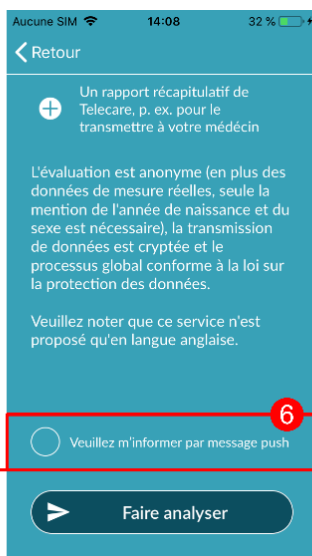 Aucune SIM 14:08 32 %
Retour
Un rapport récapitulatif de
Telecare, p. ex. pour le
transmettre à votre médécin
L'évaluation est anonyme (en plus des
données de mesure réelles, seule la
mention de l'année de naissance et du
sexe est nécessaire), la transmission
de données est cryptée et le
processus global conforme à la loi sur
la protection des données.
Veuillez noter que ce service n'est
proposé qu'en langue anglaise.
6
Veuillez m'informer par message push
Faire analyser